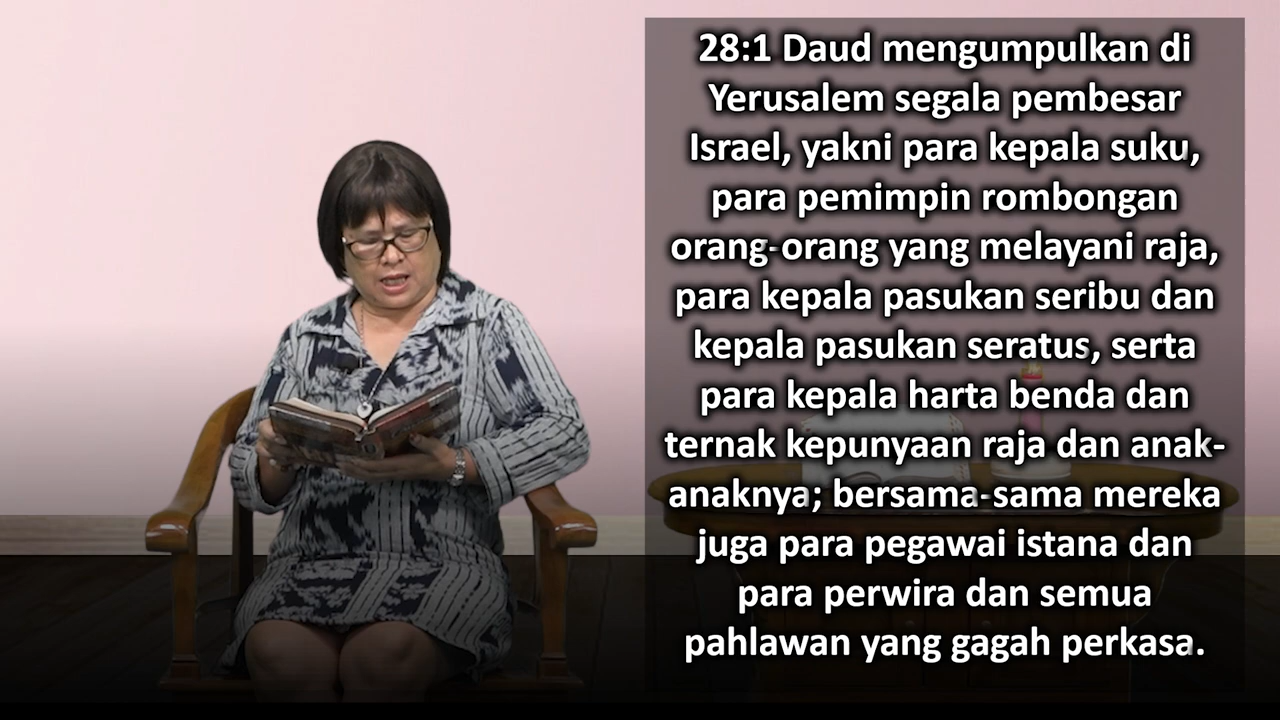 28:1 Daud mengumpulkan di
Yerusalem segala pembesar
Israel, yakni para kepala suku,
para pemimpin rombongan
orang-orang yang melayani raja,
para kepala pasukan seribu dan
kepala pasukan seratus, serta
para kepala harta benda dan
ternak kepunyaan raja dan anak-
anaknya; bersama-sama mereka
juga para pegawai istana dan
para perwira dan semua
pahlawan yang gagah perkasa.